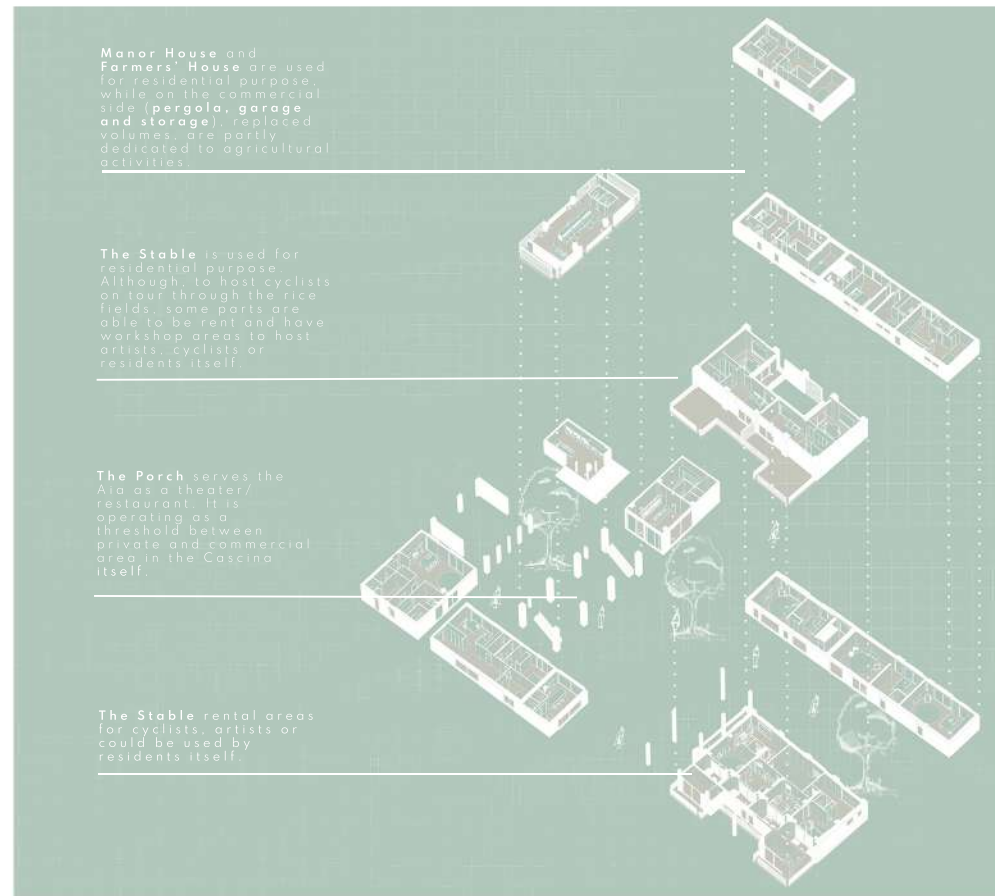 Manor House and
Farmers' House are used
for residential purpose,
while on the commercial
side (pergola, garage
and storage), replaced
volumes, are partly
dedicated to agricultural
activities.
The Stable is used for
residential purpose.
Although, to host cyclists
on tour through the rice
fields, some parts are
able to be rent and have
workshop areas to host
artists, cyclists or
residents itself.
The Porch serves the
Aia as a theater/
restaurant. It is
operating as a
threshold between
private and commercial
area in the Cascina
itself.
The Stable rental areas
for cyclists, artists or
could be used by
residents itself.